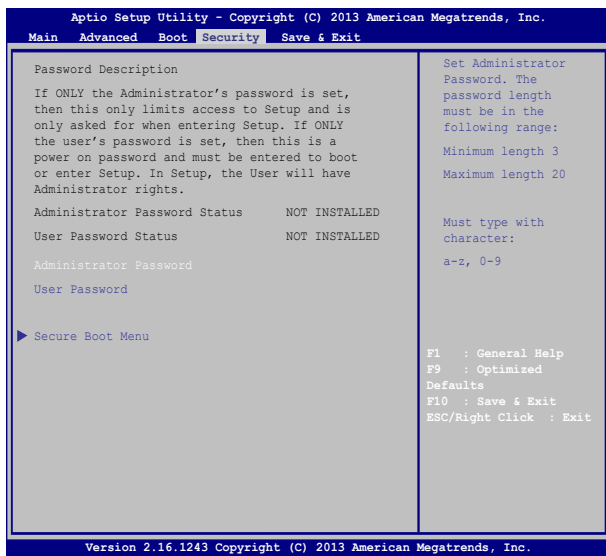 Aptio Setup Utility - Copyright (C) 2013 American Megatrends, Inc.
Main Advanced Boot Security Save & Exit
Password Description
If ONLY the Administrator's password is set,
then this only limits access to Setup and is
only asked for when entering Setup. If ONLY
the user's password is set, then this is a
power on password and must be entered to boot
or enter Setup. In Setup, the User will have
Administrator rights.
Administrator Password Status NOT INSTALLED
User Password Status NOT INSTALLED
Administrator Password
User Password
Secure Boot Menu
Set Administrator
Password. The
password length
must be in the
following range:
Minimum length 3
Maximum length 20
Must type with
character:
a-z, 0-9
F1 : General Help
F9 : Optimized
Defaults
F10 : Save & Exit
ESC/Right Click : Exit
Version 2.16.1243 Copyright (C) 2013 American Megatrends, Inc.